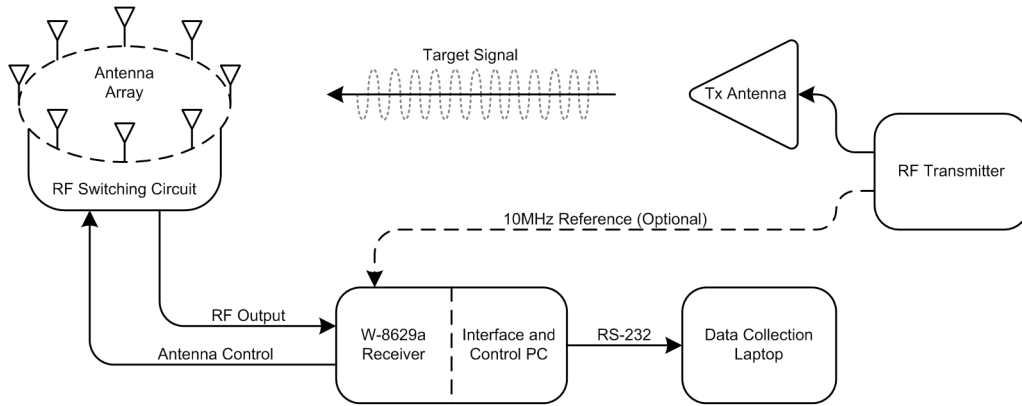 Target Signal
Antenna
Array
Tx Antenna
RF Transmitter
RF Switching Circuit
10MHz Reference (Optional)
RF Output
Antenna Control
W-8629a
Receiver
Interface and
Control PC
RS-232
Data Collection
Laptop